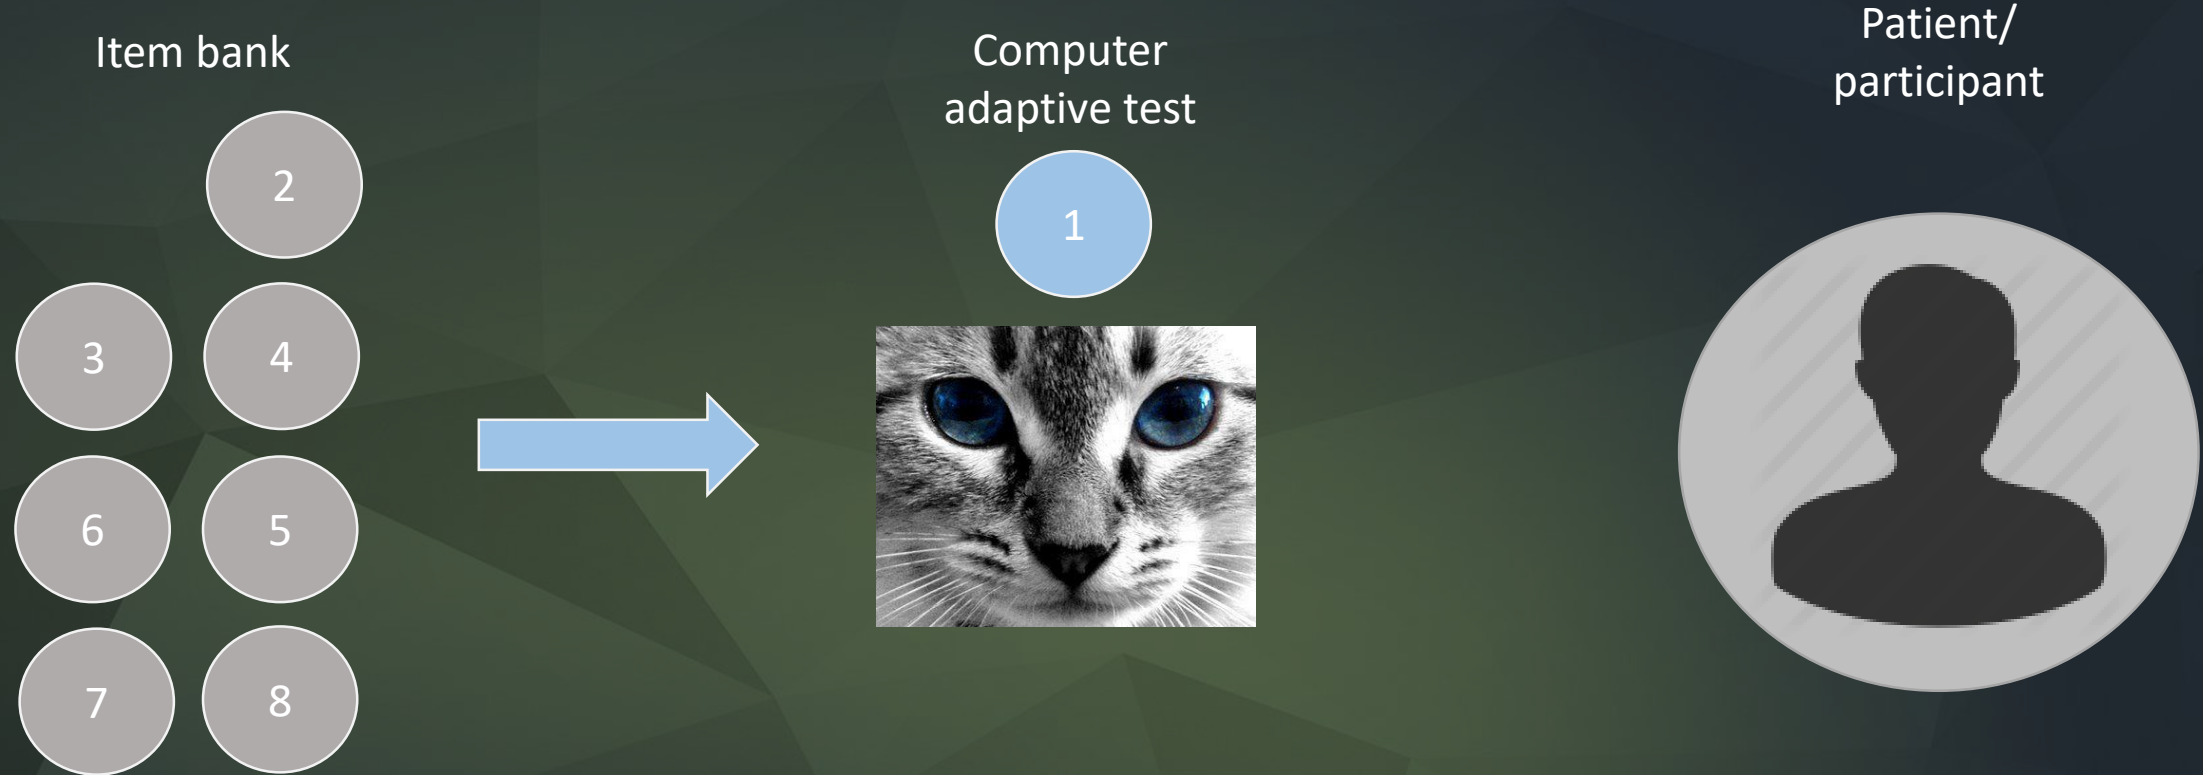 Item bank
2
3
4
6
5
7
8
Computer
adaptive test
1
Patient/
participant